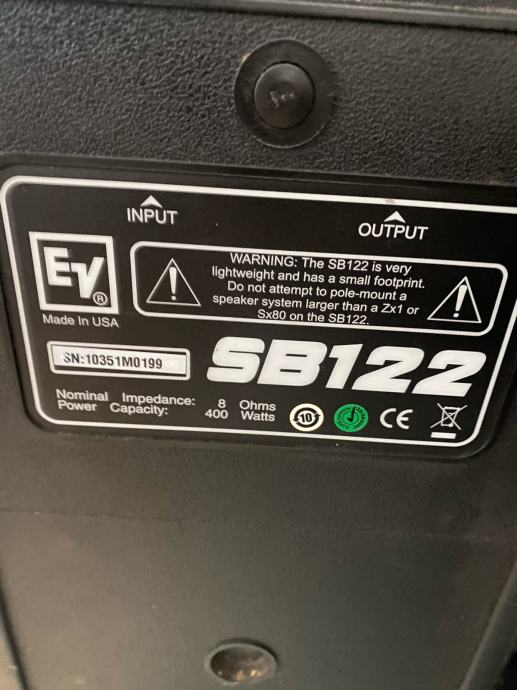 INPUT
OUTPUT
EV®
Made In USA
WARNING: The SB122 is very
lightweight and has a small footprint.
Do not attempt to pole-mount a
speaker system larger than a Zx1 or
Sx80 on the SB122.
SN:10351M0199
SB122
Nominal Impedance: 8 Ohms
Power Capacity: 400 Watts
10
CE